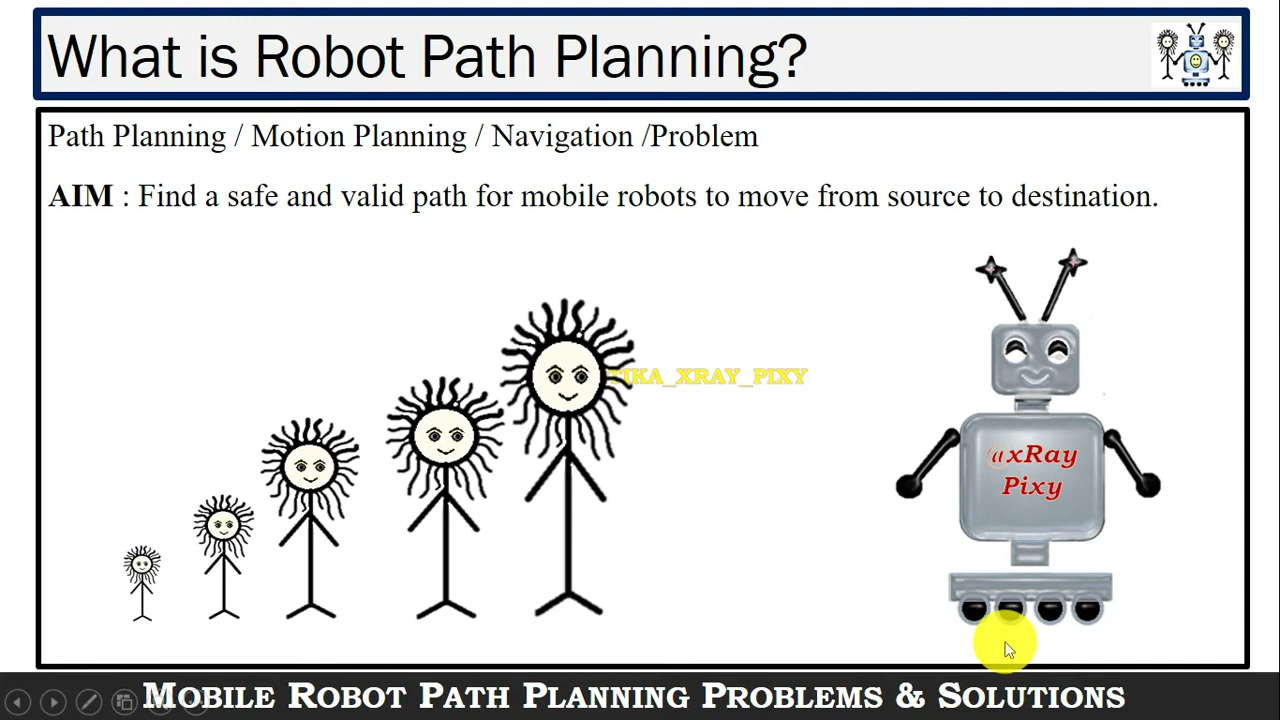 What is Robot Path Planning?
Path Planning / Motion Planning / Navigation /Problem
AIM : Find a safe and valid path for mobile robots to move from source to destination.
TIKA_XRAY_PIXY
@xRay
Pixy
MOBILE ROBOT PATH PLANNING PROBLEMS & SOLUTIONS